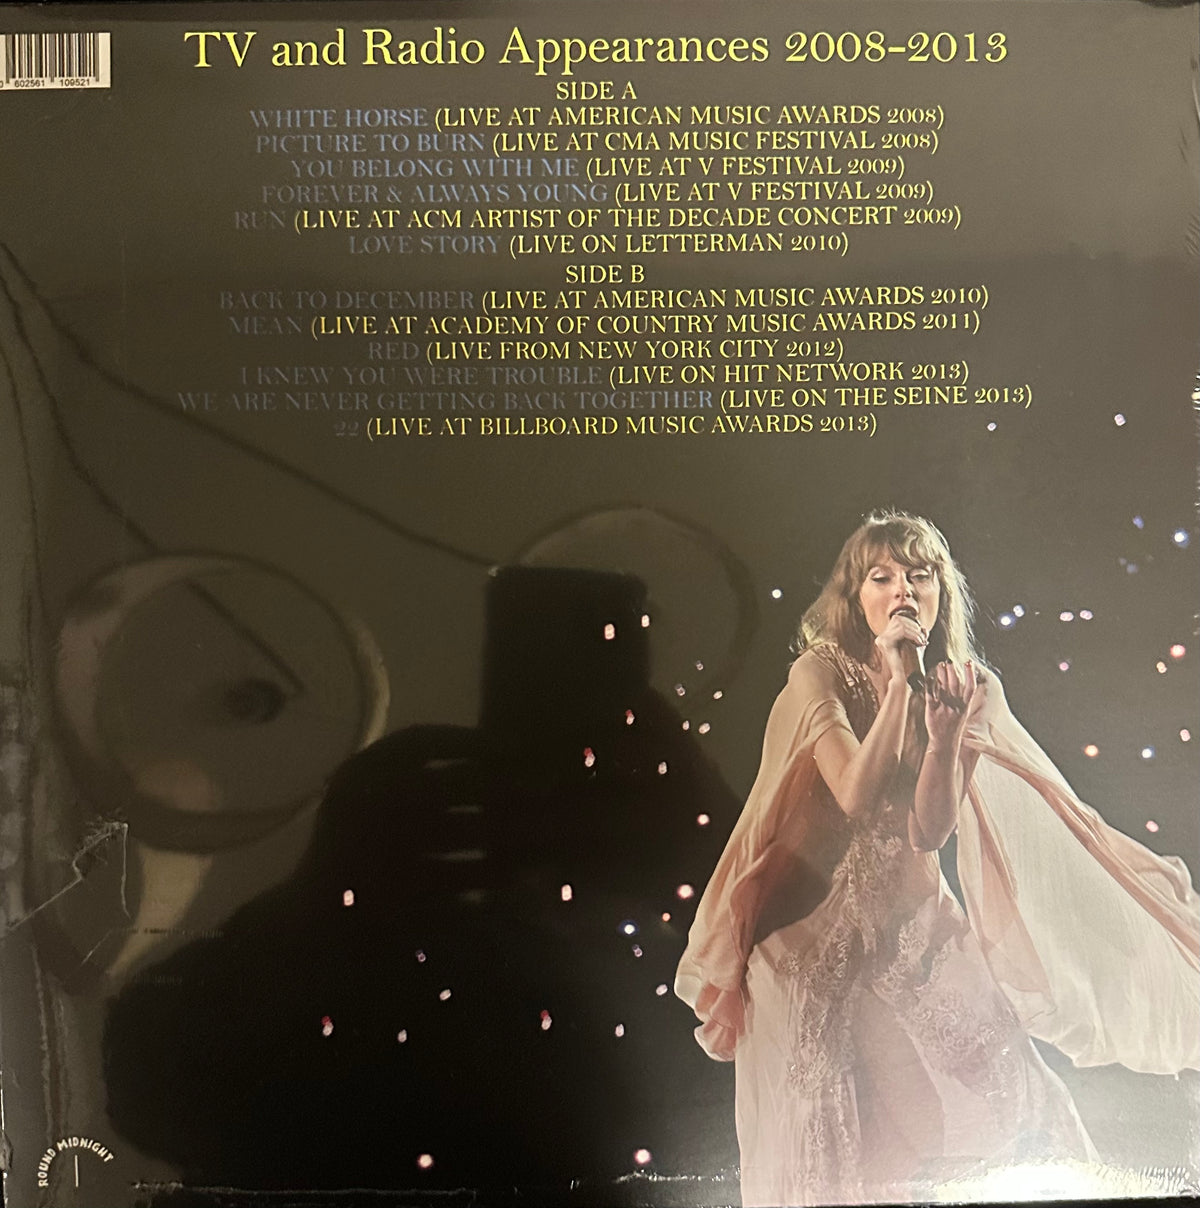 TV and Radio Appearances 2008-2013
SIDE A
WHITE HORSE (LIVE AT AMERICAN MUSIC AWARDS 2008)
PICTURE TO BURN (LIVE AT CMA MUSIC FESTIVAL 2008)
YOU BELONG WITH ME (LIVE AT V FESTIVAL 2009)
FOREVER & ALWAYS YOUNG (LIVE AT V FESTIVAL 2009)
RUN (LIVE AT ACM ARTIST OF THE DECADE CONCERT 2009)
LOVE STORY (LIVE ON LETTERMAN 2010)
SIDE B
BACK TO DECEMBER (LIVE AT AMERICAN MUSIC AWARDS 2010)
MEAN (LIVE AT ACADEMY OF COUNTRY MUSIC AWARDS 2011)
RED (LIVE FROM NEW YORK CITY 2012)
I KNEW YOU WERE TROUBLE (LIVE ON HIT NETWORK 2013)
WE ARE NEVER GETTING BACK TOGETHER (LIVE ON THE SEINE 2013)
22 (LIVE AT BILLBOARD MUSIC AWARDS 2013)
0 602561 109521
ROUND MIDNIGHT